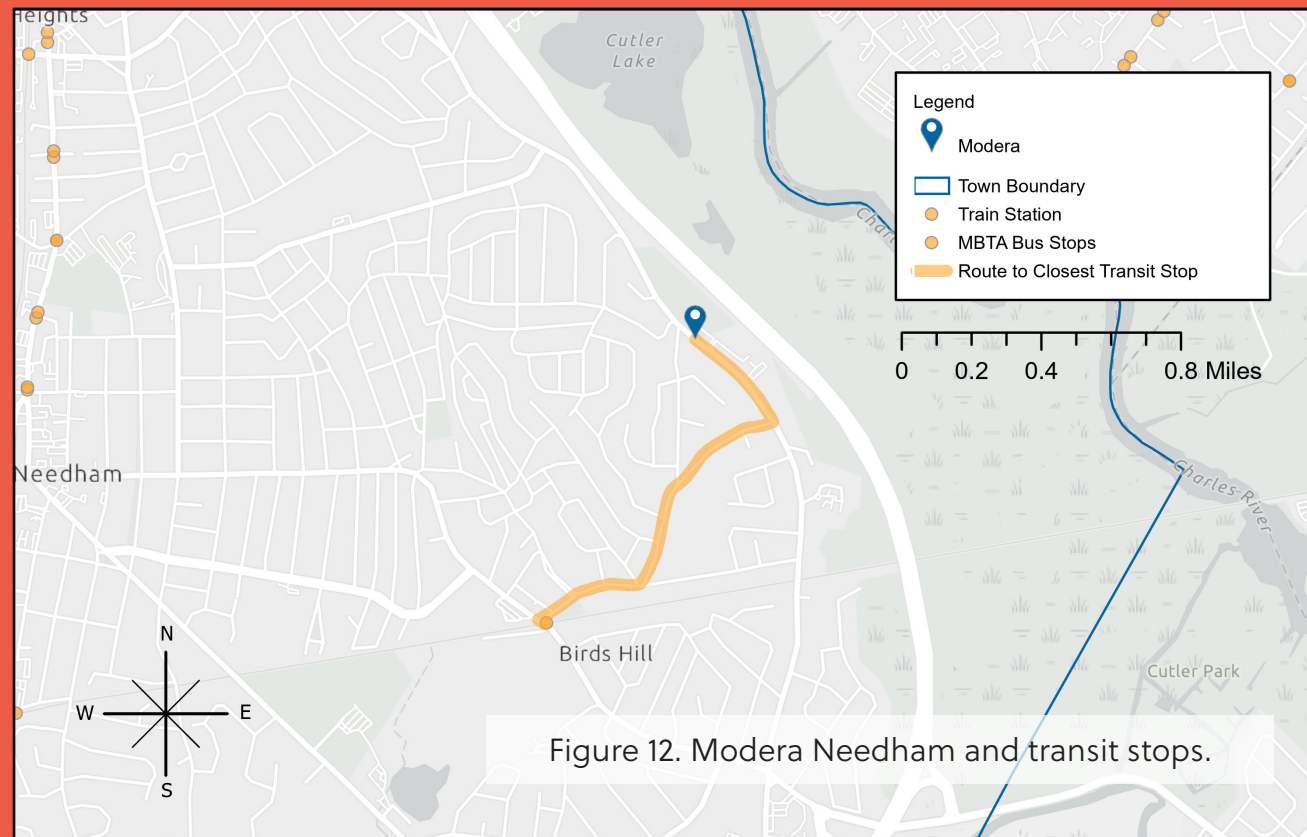 Heights
Cutler
Lake
Legend
Modera
Town Boundary
Train Station
MBTA Bus Stops
Route to Closest Transit Stop
0 0.2 0.4 0.8 Miles
Needham
Charles River
N
W E
S
Birds Hill
Cutler Park
Figure 12. Modera Needham and transit stops.